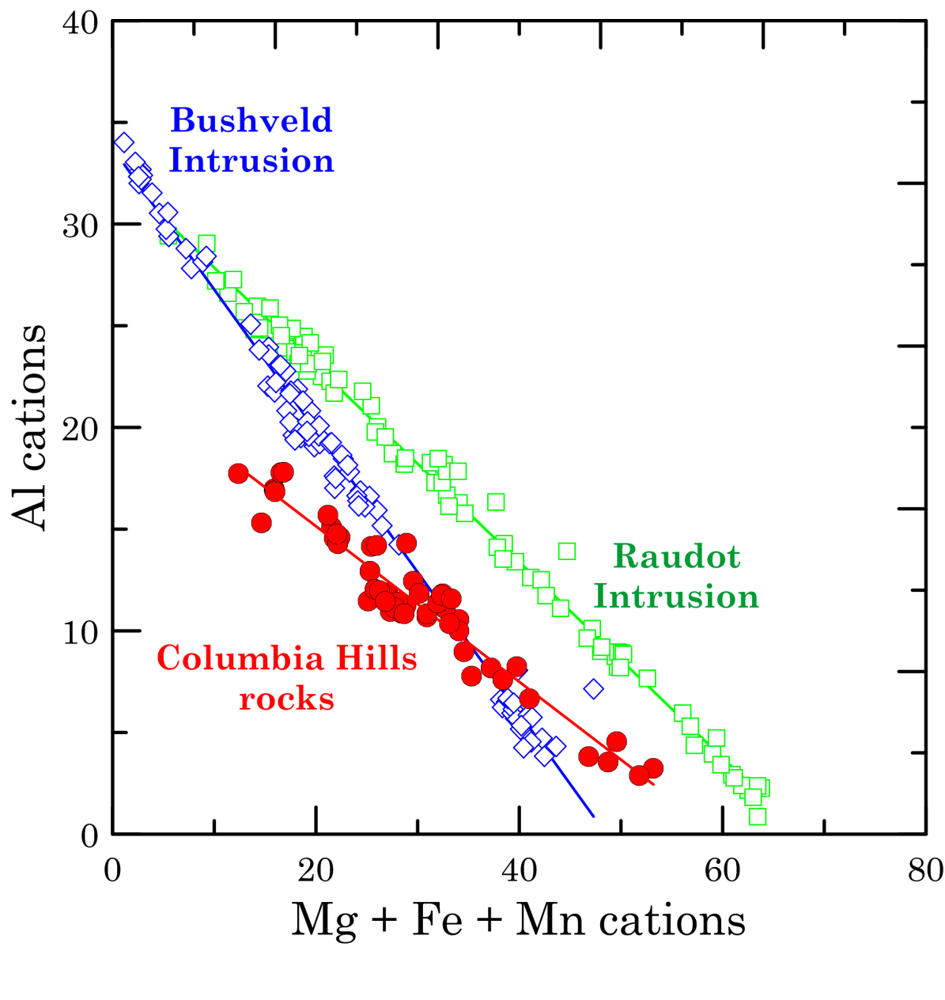 40
30
20
10
0
Al cations
Bushveld
Intrusion
Raudot
Intrusion
Columbia Hills
rocks
0 20 40 60 80
Mg + Fe + Mn cations